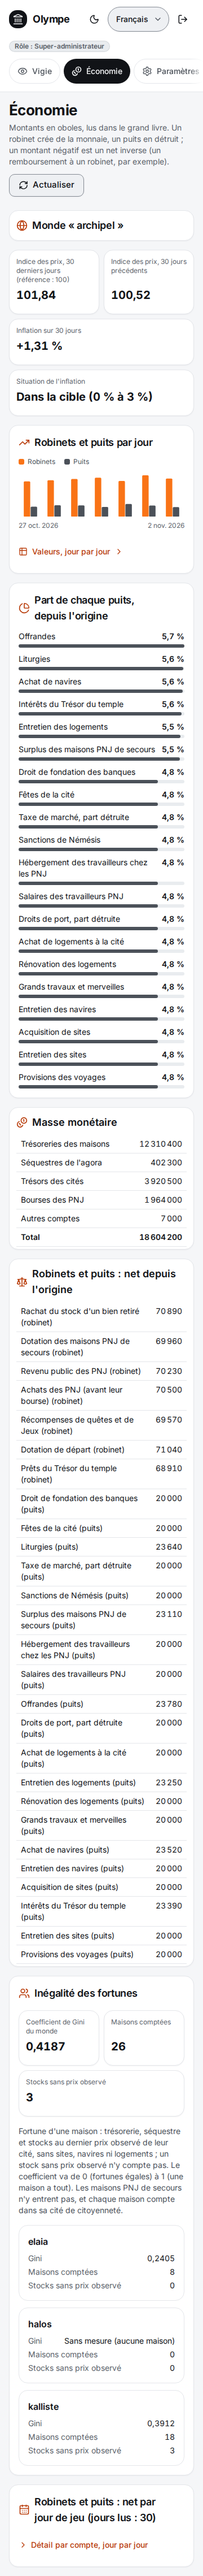 Olympe
Français
Rôle : Super-administrateur
Vigie
Économie
Paramètres
Économie
Montants en oboles, lus dans le grand livre. Un
robinet crée de la monnaie, un puits en détruit ;
un montant négatif est un net inverse (un
remboursement à un robinet, par exemple).
Actualiser
Monde « archipel »
Indice des prix, 30
derniers jours
(référence : 100)
101,84
Indice des prix, 30 jours
précédents
100,52
Inflation sur 30 jours
+1,31 %
Situation de l'inflation
Dans la cible (0 % à 3 %)
Robinets et puits par jour
Robinets
Puits
27 oct. 2026
2 nov. 2026
Valeurs, jour par jour
Part de chaque puits,
depuis l'origine
Offrandes 5,7 %
Liturgies 5,6 %
Achat de navires 5,6 %
Intérêts du Trésor du temple 5,6 %
Entretien des logements 5,5 %
Surplus des maisons PNJ de secours 5,5 %
Droit de fondation des banques 4,8 %
Fêtes de la cité 4,8 %
Taxe de marché, part détruite 4,8 %
Sanctions de Némésis 4,8 %
Hébergement des travailleurs chez 4,8 %
les PNJ
Salaires des travailleurs PNJ 4,8 %
Droits de port, part détruite 4,8 %
Achat de logements à la cité 4,8 %
Rénovation des logements 4,8 %
Grands travaux et merveilles 4,8 %
Entretien des navires 4,8 %
Acquisition de sites 4,8 %
Entretien des sites 4,8 %
Provisions des voyages 4,8 %
Masse monétaire
Trésoreries des maisons 12 310 400
Séquestres de l'agora 402 300
Trésors des cités 3 920 500
Bourses des PNJ 1 964 000
Autres comptes 7 000
Total 18 604 200
Robinets et puits : net depuis
l'origine
Rachat du stock d'un bien retiré 70 890
(robinet)
Dotation des maisons PNJ de 69 960
secours (robinet)
Revenu public des PNJ (robinet) 70 230
Achats des PNJ (avant leur 70 500
bourse) (robinet)
Récompenses de quêtes et de 69 570
Jeux (robinet)
Dotation de départ (robinet) 71 040
Prêts du Trésor du temple 68 910
(robinet)
Droit de fondation des banques 20 000
(puits)
Fêtes de la cité (puits) 20 000
Liturgies (puits) 23 640
Taxe de marché, part détruite 20 000
(puits)
Sanctions de Némésis (puits) 20 000
Surplus des maisons PNJ de 23 110
secours (puits)
Hébergement des travailleurs 20 000
chez les PNJ (puits)
Salaires des travailleurs PNJ 20 000
(puits)
Offrandes (puits) 23 780
Droits de port, part détruite 20 000
(puits)
Achat de logements à la cité 20 000
(puits)
Entretien des logements (puits) 23 250
Rénovation des logements (puits) 20 000
Grands travaux et merveilles 20 000
(puits)
Achat de navires (puits) 23 520
Entretien des navires (puits) 20 000
Acquisition de sites (puits) 20 000
Intérêts du Trésor du temple 23 390
(puits)
Entretien des sites (puits) 20 000
Provisions des voyages (puits) 20 000
Inégalité des fortunes
Coefficient de Gini
du monde
0,4187
Maisons comptées
26
Stocks sans prix observé
3
Fortune d'une maison : trésorerie, séquestre
et stocks au dernier prix observé de leur
cité, sans sites, navires ni logements ; un
stock sans prix observé n'y compte pas. Le
coefficient va de 0 (fortunes égales) à 1 (une
maison a tout). Les maisons PNJ de secours
n'y entrent pas, et chaque maison compte
dans sa cité de citoyenneté.
elaia
Gini 0,2405
Maisons comptées 8
Stocks sans prix observé 0
halos
Gini Sans mesure (aucune maison)
Maisons comptées 0
Stocks sans prix observé 0
kalliste
Gini 0,3912
Maisons comptées 18
Stocks sans prix observé 3
Robinets et puits : net par
jour de jeu (jours lus : 30)
Détail par compte, jour par jour